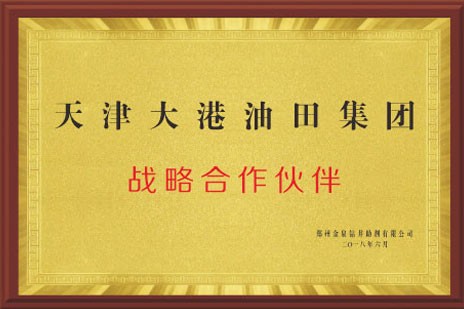 天津大港油田集团
战略合作伙伴
郑州金泉信井助剂有限公司
二〇一八年六月